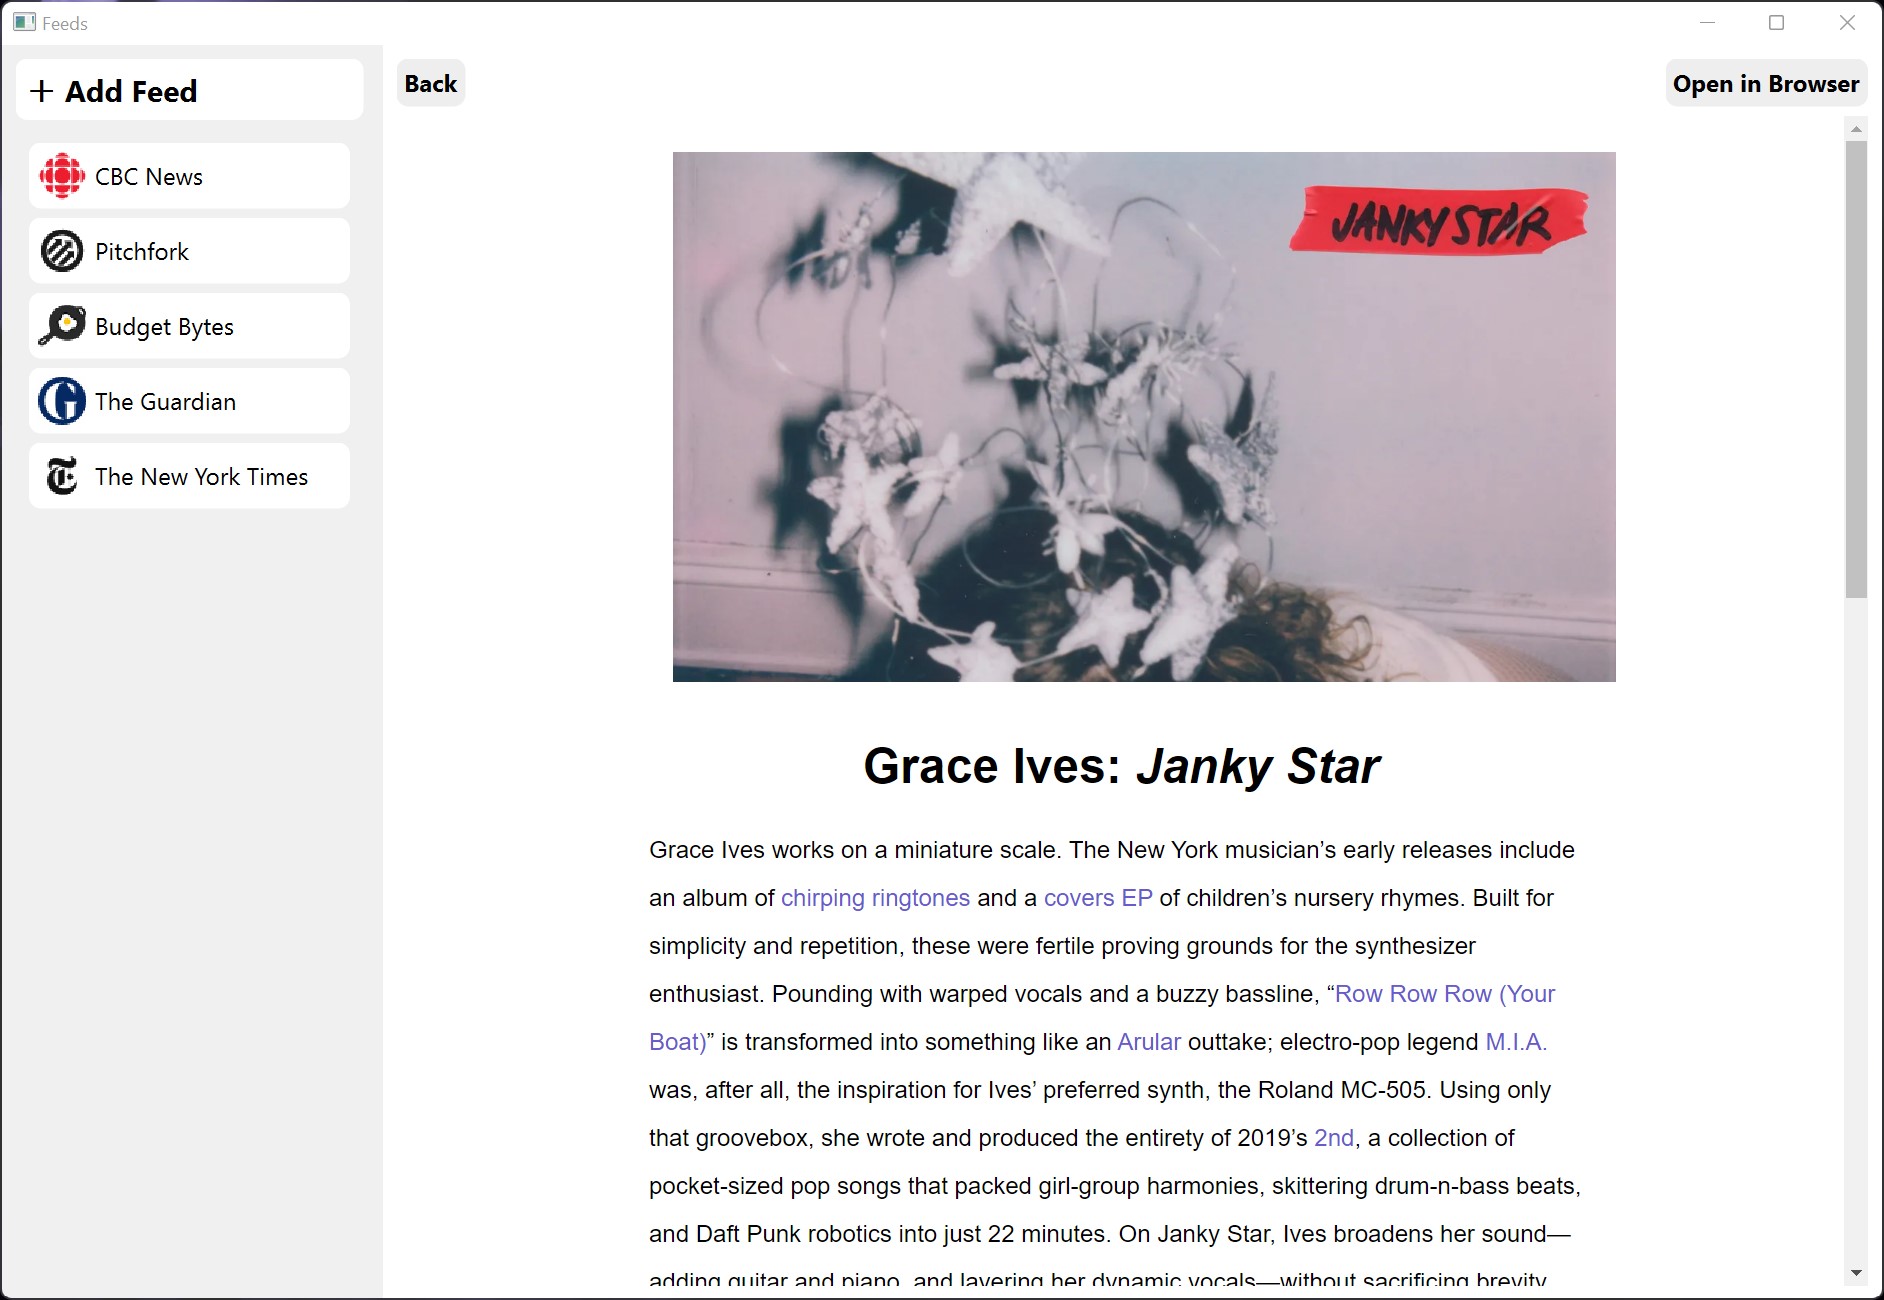 Feeds
Add Feed
CBC News
Pitchfork
Budget Bytes
The Guardian
The New York Times
Back
Open in Browser
JANKY STAR
Grace Ives: Janky Star
Grace Ives works on a miniature scale. The New York musician’s early releases include
an album of chirping ringtones and a covers EP of children’s nursery rhymes. Built for
simplicity and repetition, these were fertile proving grounds for the synthesizer
enthusiast. Pounding with warped vocals and a buzzy bassline, “Row Row Row (Your
Boat)” is transformed into something like an Arular outtake; electro-pop legend M.I.A.
was, after all, the inspiration for Ives’ preferred synth, the Roland MC-505. Using only
that groovebox, she wrote and produced the entirety of 2019’s 2nd, a collection of
pocket-sized pop songs that packed girl-group harmonies, skittering drum-n-bass beats,
and Daft Punk robotics into just 22 minutes. On Janky Star, Ives broadens her sound—
adding guitar and piano, and layering her dynamic vocals—without sacrificing brevity.